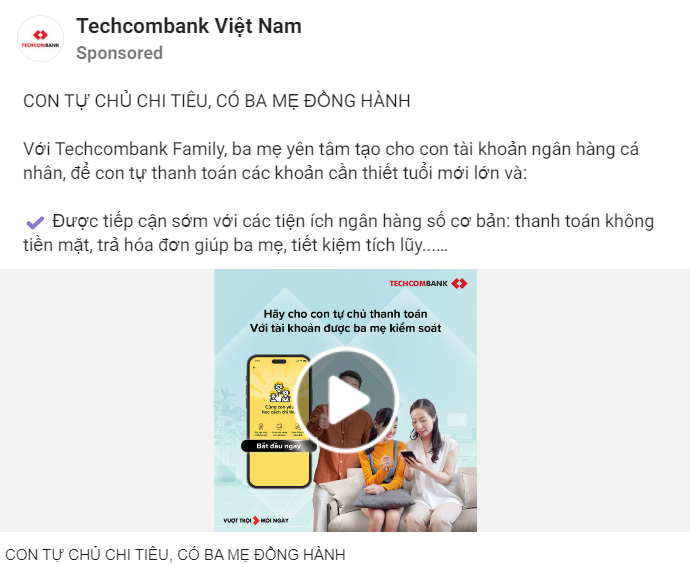 TECHCOMBANK
Techcombank Việt Nam
Sponsored
CON TỰ CHỦ CHI TIÊU, CÓ BA MẸ ĐỒNG HÀNH
Với Techcombank Family, ba mẹ yên tâm tạo cho con tài khoản ngân hàng cá
nhân, để con tự thanh toán các khoản cần thiết tuổi mới lớn và:
Được tiếp cận sớm với các tiện ích ngân hàng số cơ bản: thanh toán không
tiền mặt, trả hóa đơn giúp ba mẹ, tiết kiệm tích lũy...…
TECHCOMBANK
Hãy cho con tự chủ thanh toán
Với tài khoản được ba mẹ kiểm soát
Cùng con yêu
học cách chi
Bắt đầu ngay
VƯỢT TRỘI MỖI NGÀY
CON TỰ CHỦ CHI TIÊU, CÓ BA MẸ ĐỒNG HÀNH